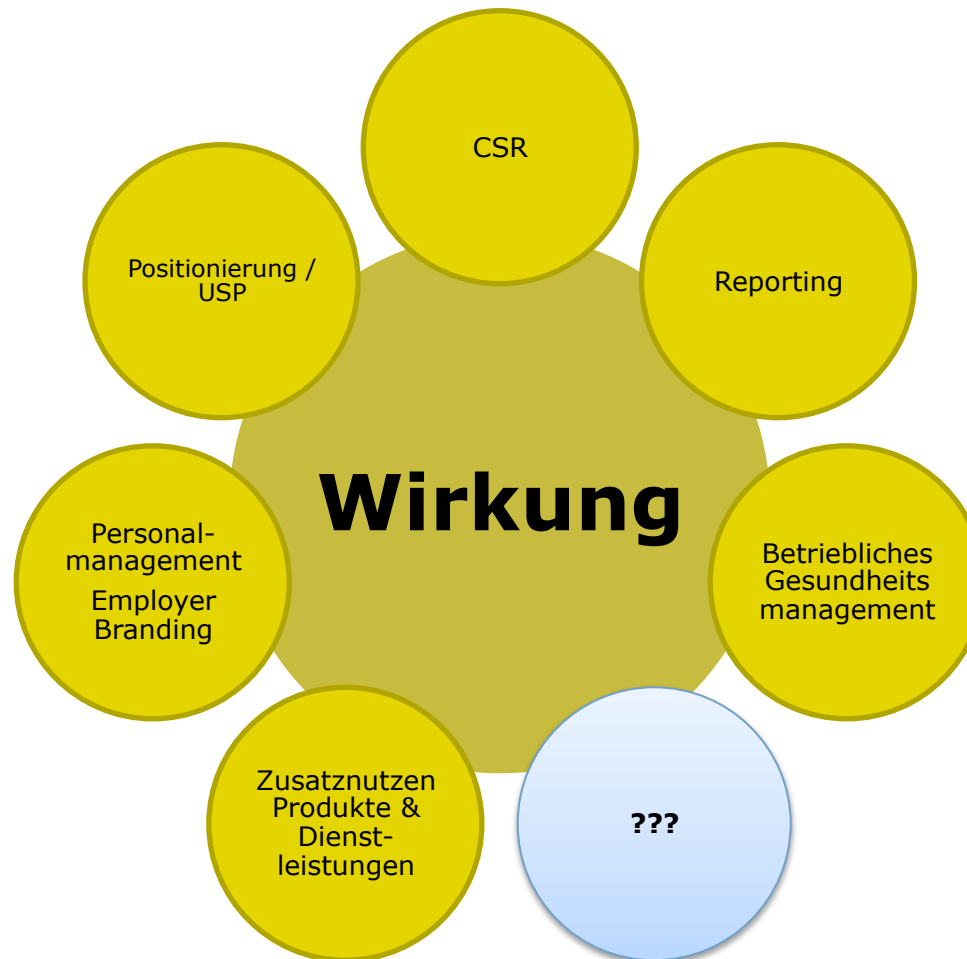 CSR
Reporting
Betriebliches
Gesundheits
management
???
Zusatznutzen
Produkte &
Dienst-
leistungen
Personal-
management
Employer
Branding
Positionierung /
USP
Wirkung